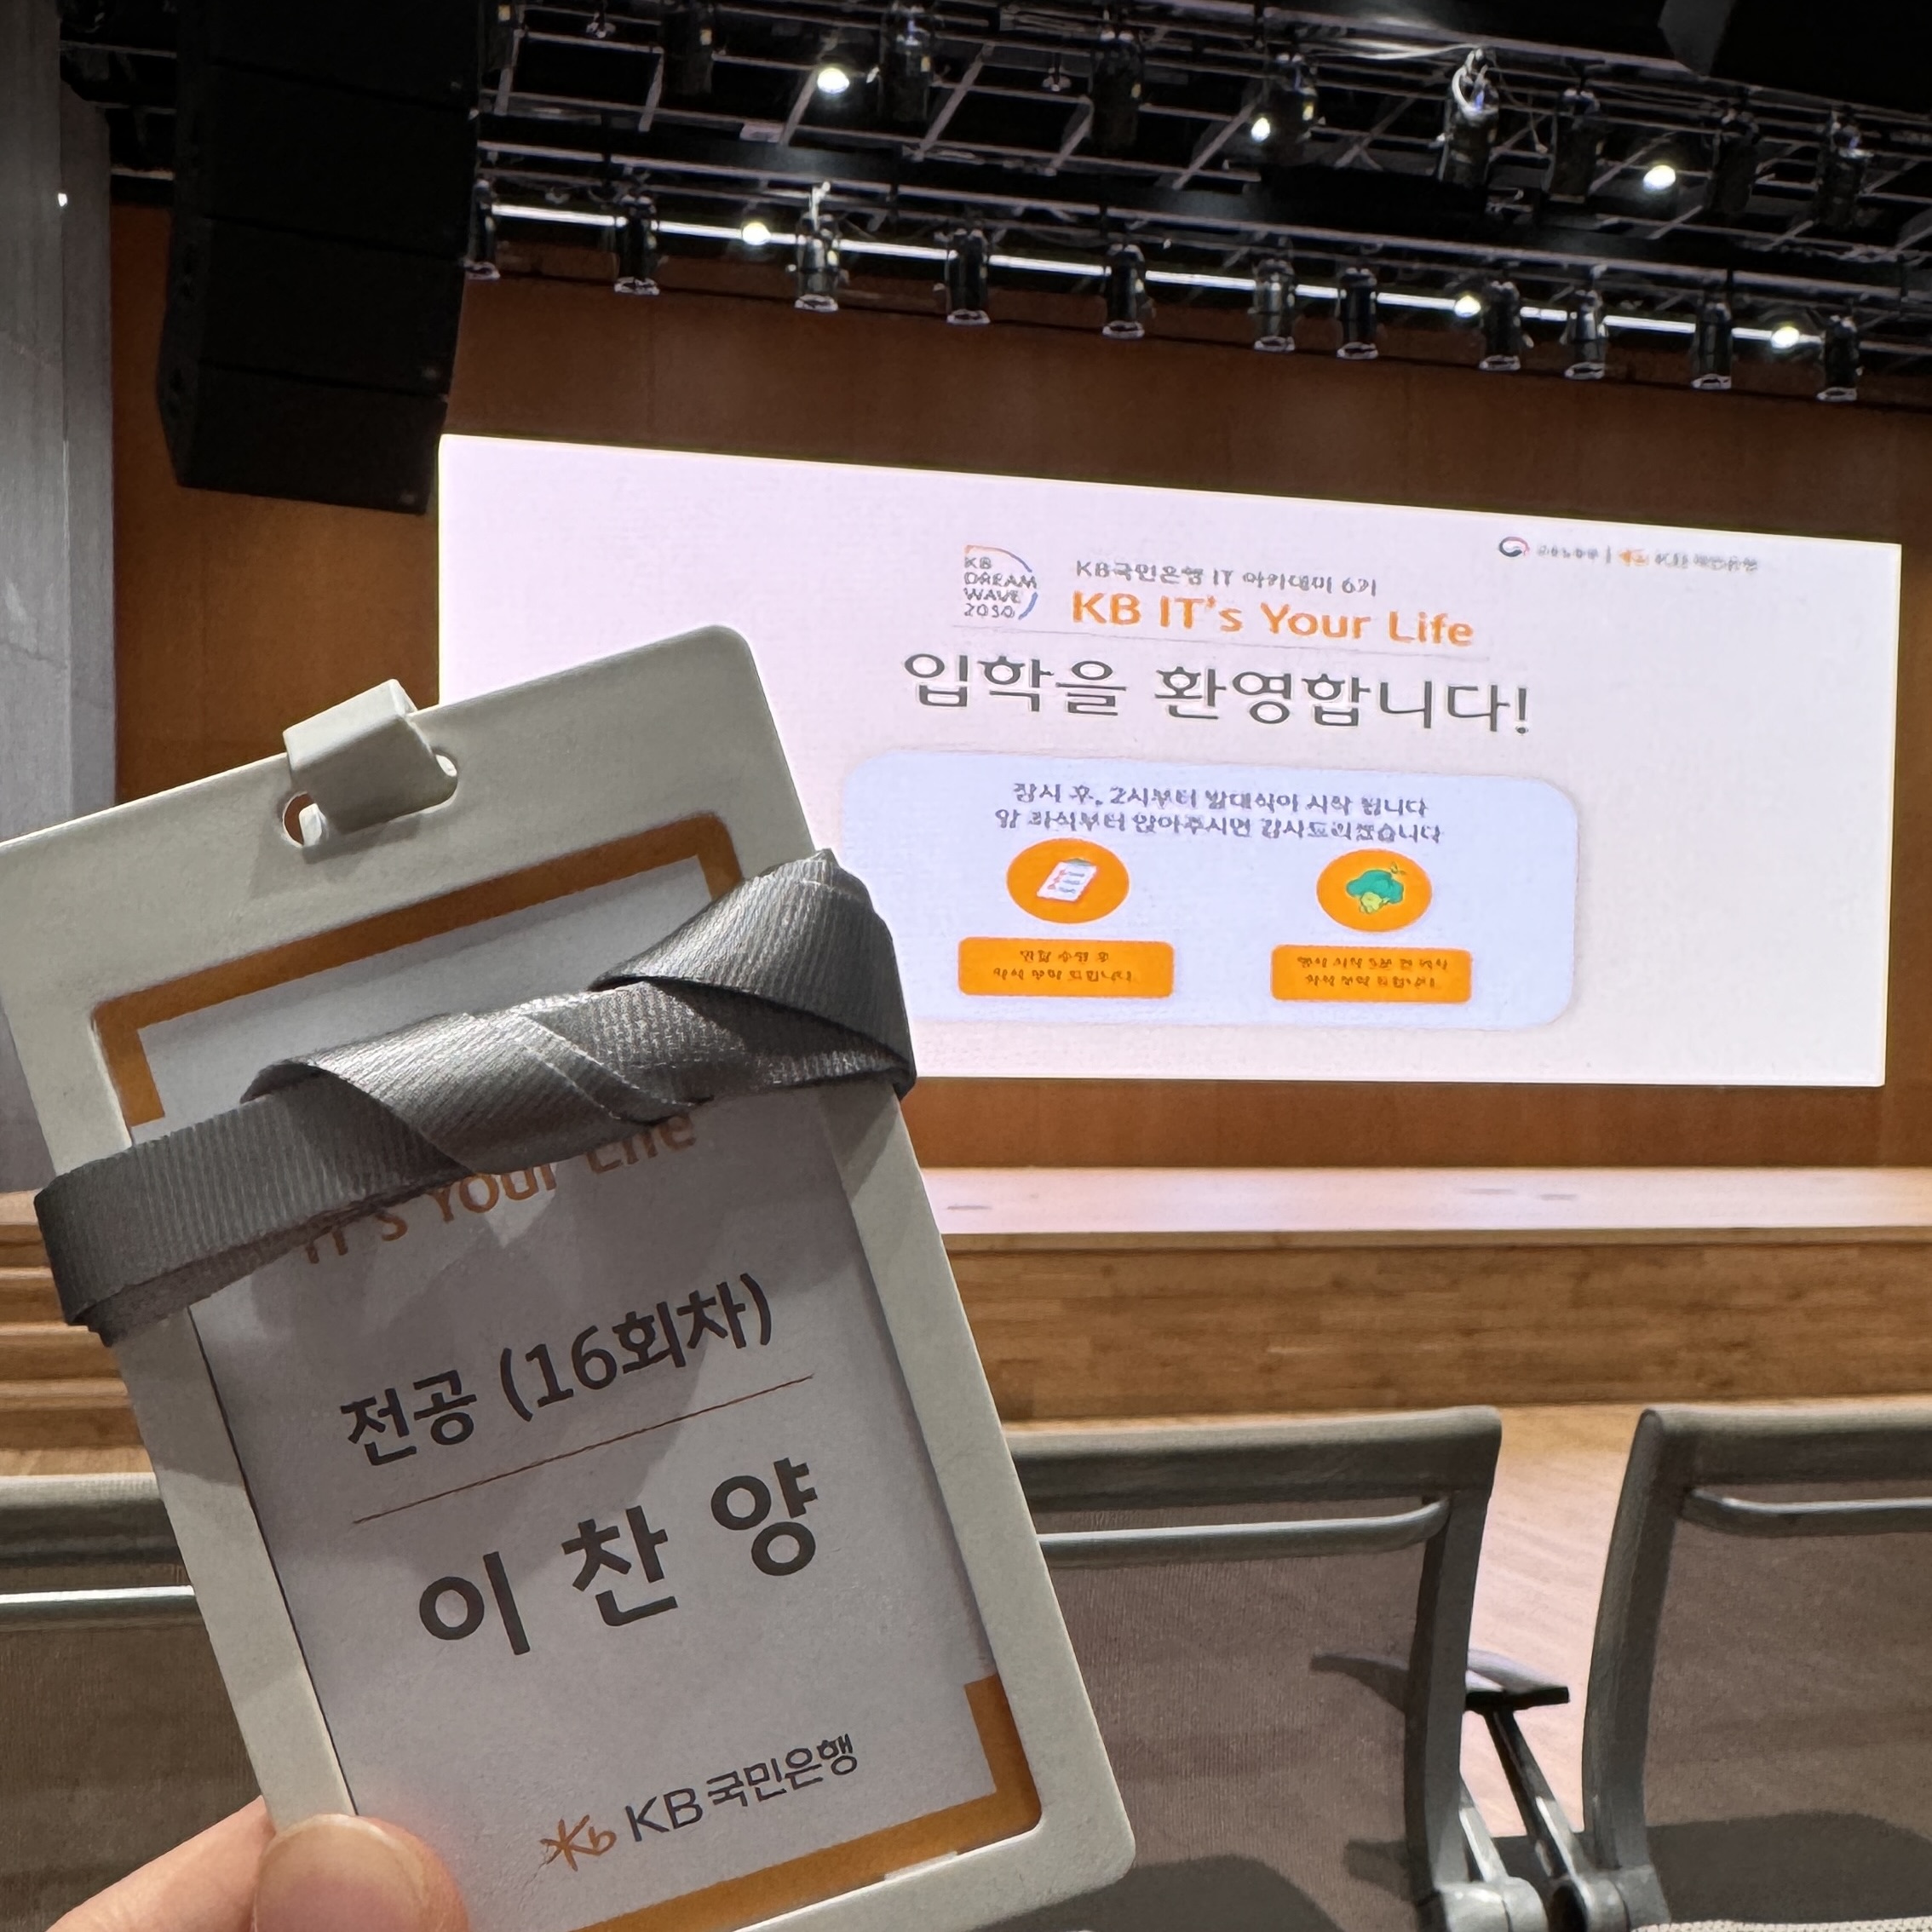 KB
DREAM
WAVE
2030
KB국민은행 IT 아카데미 6기
KB IT's Your Life
입학을 환영합니다!
잠시 후, 2시부터 발대식이 시작 됩니다
앞 좌석부터 앉아주시면 감사드리겠습니다
IT's Your Life
전공 (16회차)
이찬양
KB국민은행